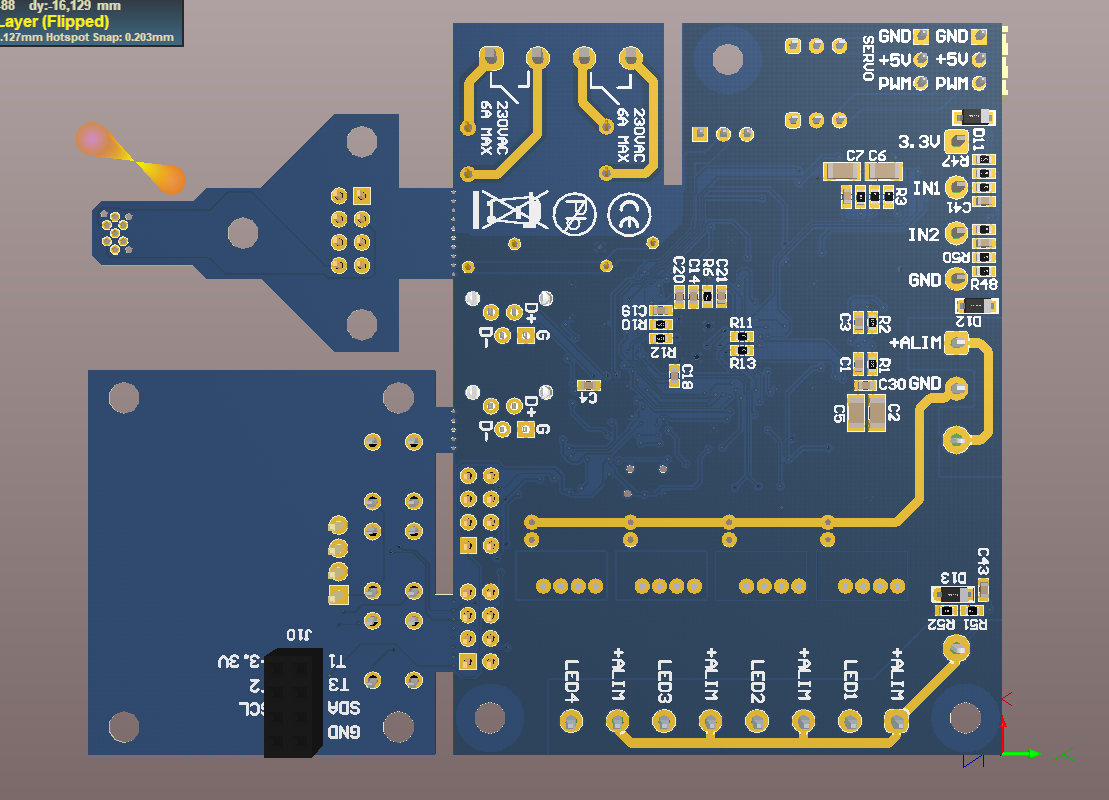 -88 dy:-16,129 mm
Layer (Flipped)
.127mm Hotspot Snap: 0.203mm
GND GND
+5V +5V
PWM PWM
SERVO
230VAC
6A MAX
230VAC
6A MAX
D11
3.3V
R47
C7 C6
R3
IN1
C41
IN2
R50
GND
R48
D12
Pb
CE
C20
C14
R6
C21
C19
R10
R12
R11
R13
C3
R2
+ALIM
D+
D-
G
C18
C4
C1
R1
C30
GND
C5
C2
D+
D-
G
C43
D13
R52
R51
J10
3.3V
T1
T2
T3
SCL
SDA
GND
LED4
+ALIM
LED3
+ALIM
LED2
+ALIM
LED1
+ALIM